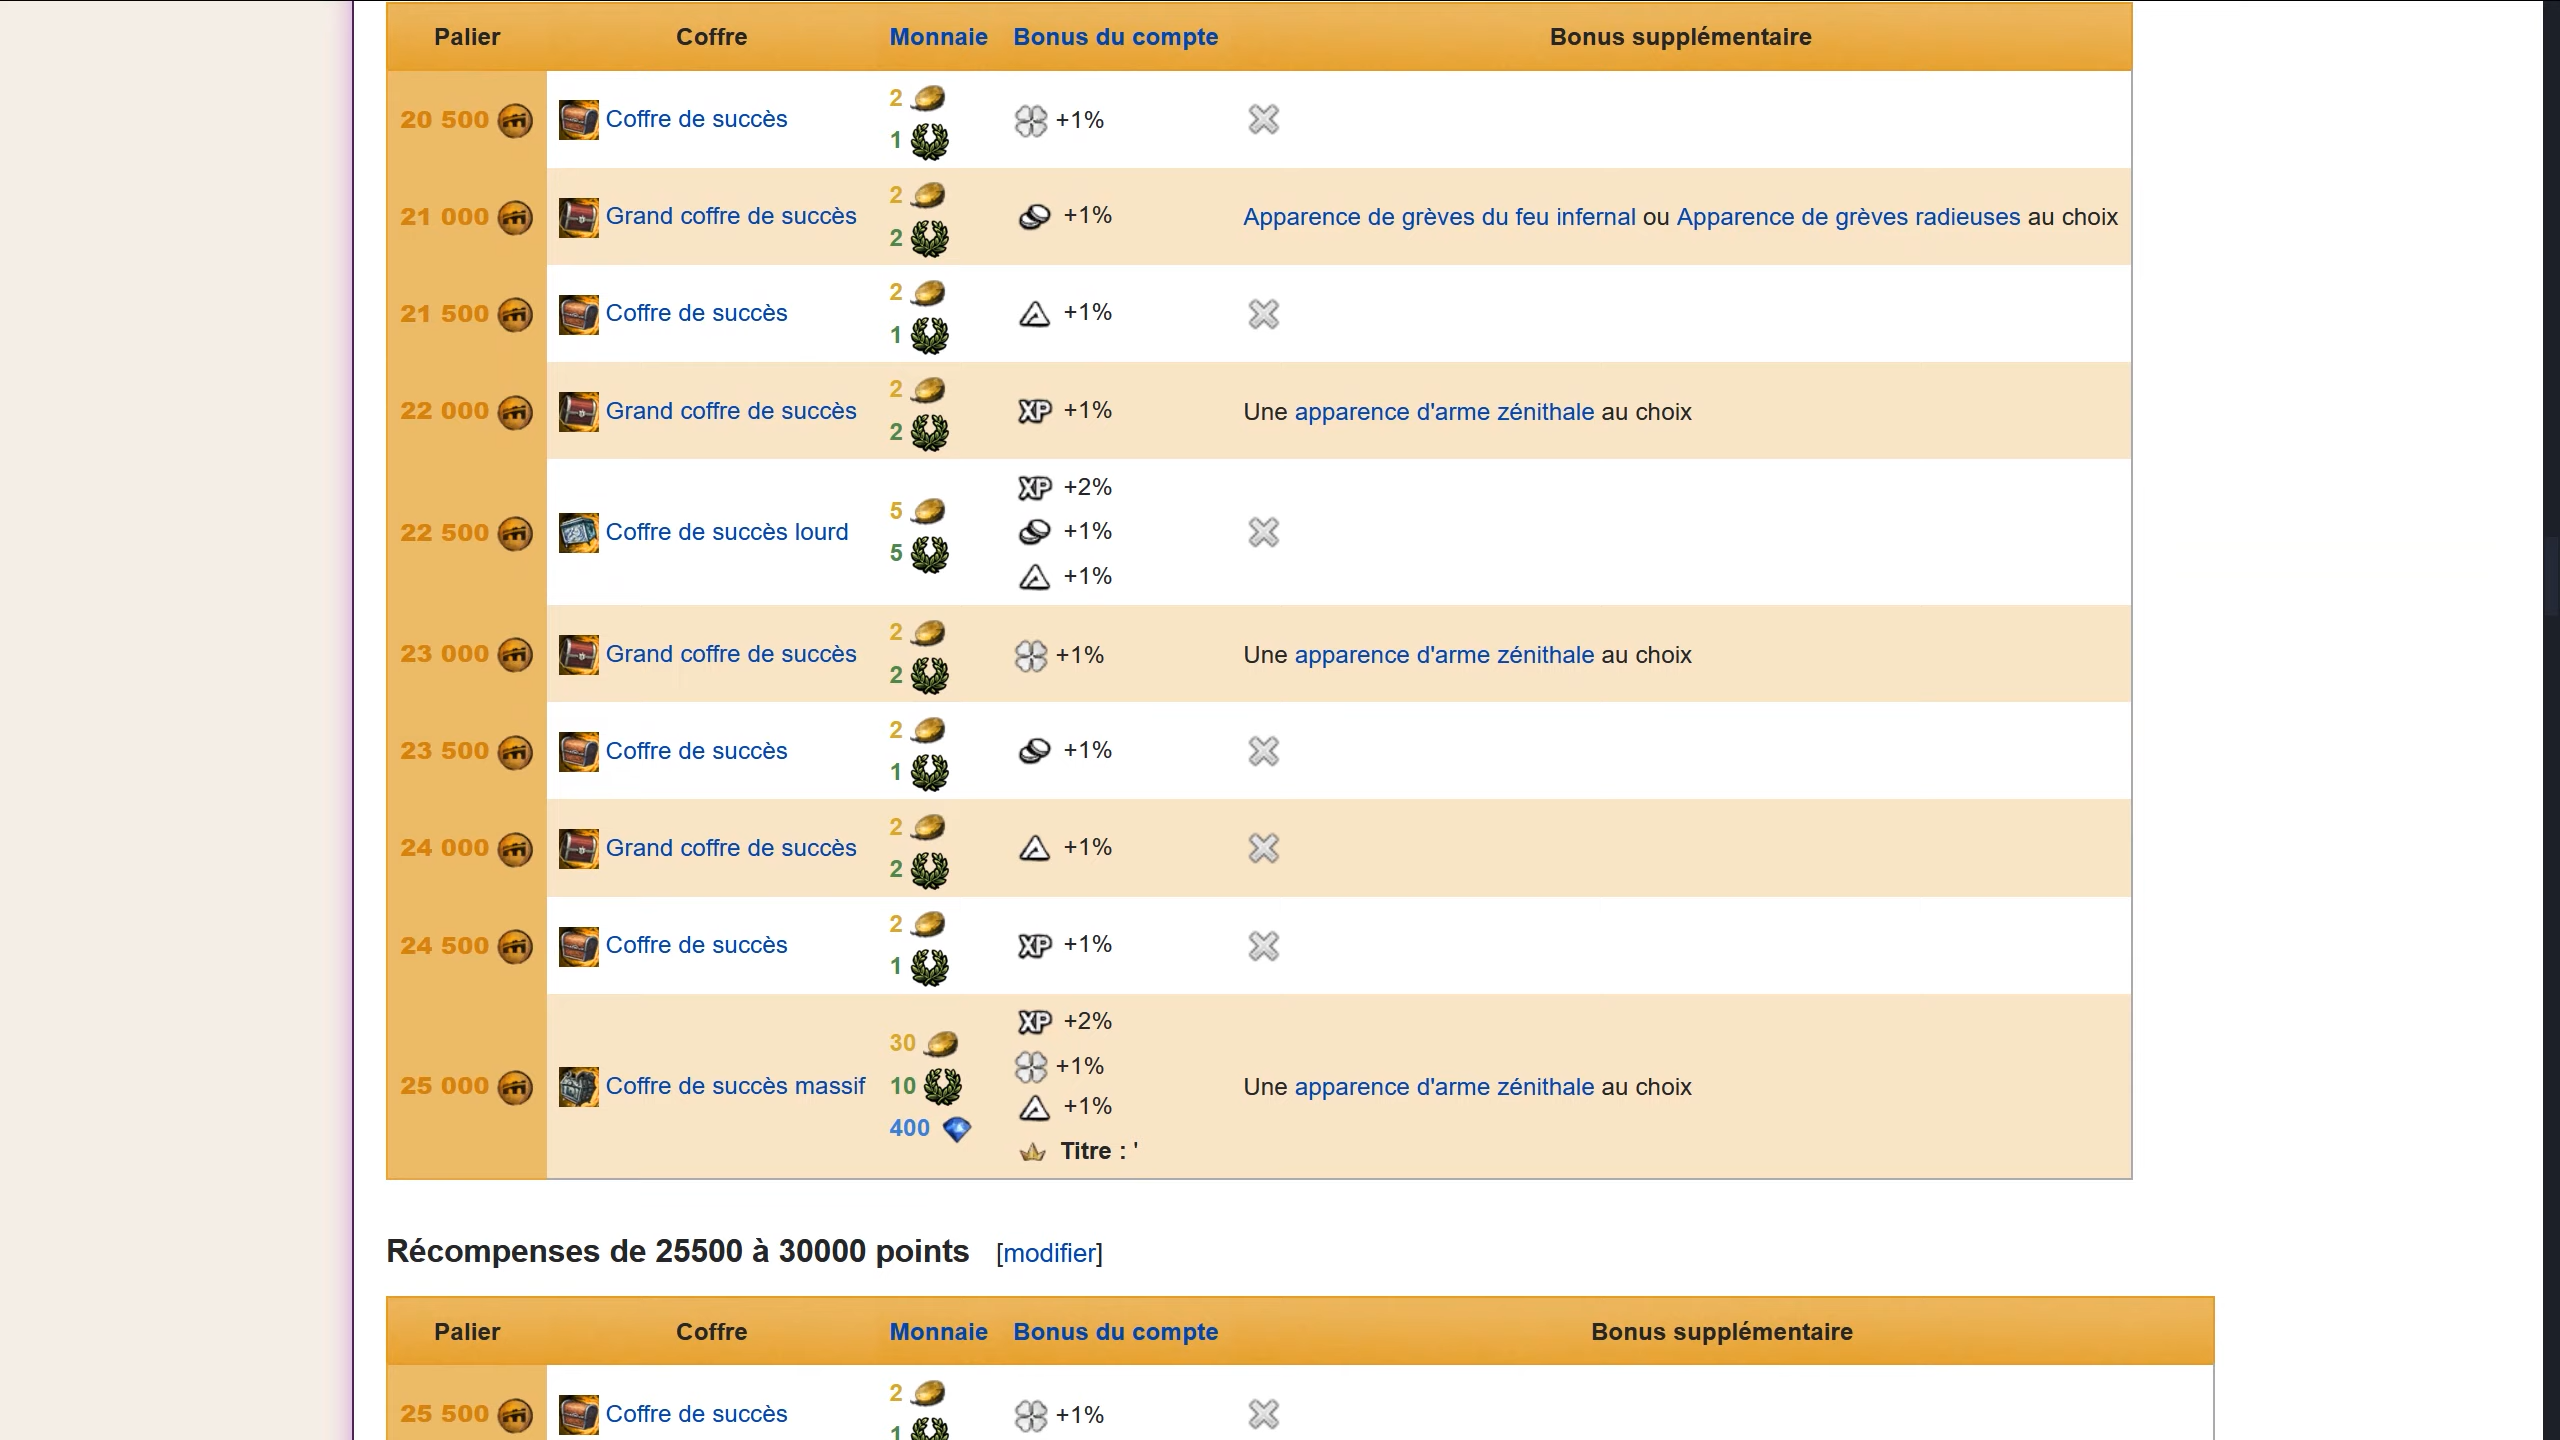 Palier Coffre Monnaie Bonus du compte Bonus supplémentaire
20 500 Coffre de succès 2 1 +1%
21 000 Grand coffre de succès 2 2 +1% Apparence de grèves du feu infernal ou Apparence de grèves radieuses au choix
21 500 Coffre de succès 2 1 +1%
22 000 Grand coffre de succès 2 2 XP +1% Une apparence d'arme zénithale au choix
22 500 Coffre de succès lourd 5 5 XP +2% +1% +1%
23 000 Grand coffre de succès 2 2 +1% Une apparence d'arme zénithale au choix
23 500 Coffre de succès 2 1 +1%
24 000 Grand coffre de succès 2 2 +1%
24 500 Coffre de succès 2 1 XP +1%
25 000 Coffre de succès massif 30 10 400 XP +2% +1% +1% Titre : ' Une apparence d'arme zénithale au choix
Récompenses de 25500 à 30000 points [modifier]
Palier Coffre Monnaie Bonus du compte Bonus supplémentaire
25 500 Coffre de succès 2 1 +1%